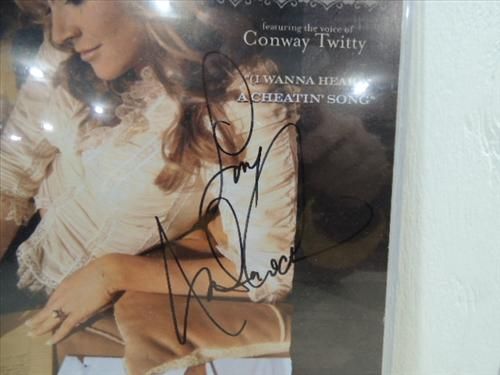 featuring the voice of
Conway Twitty
"(I WANNA HEAR)
A CHEATIN' SONG"